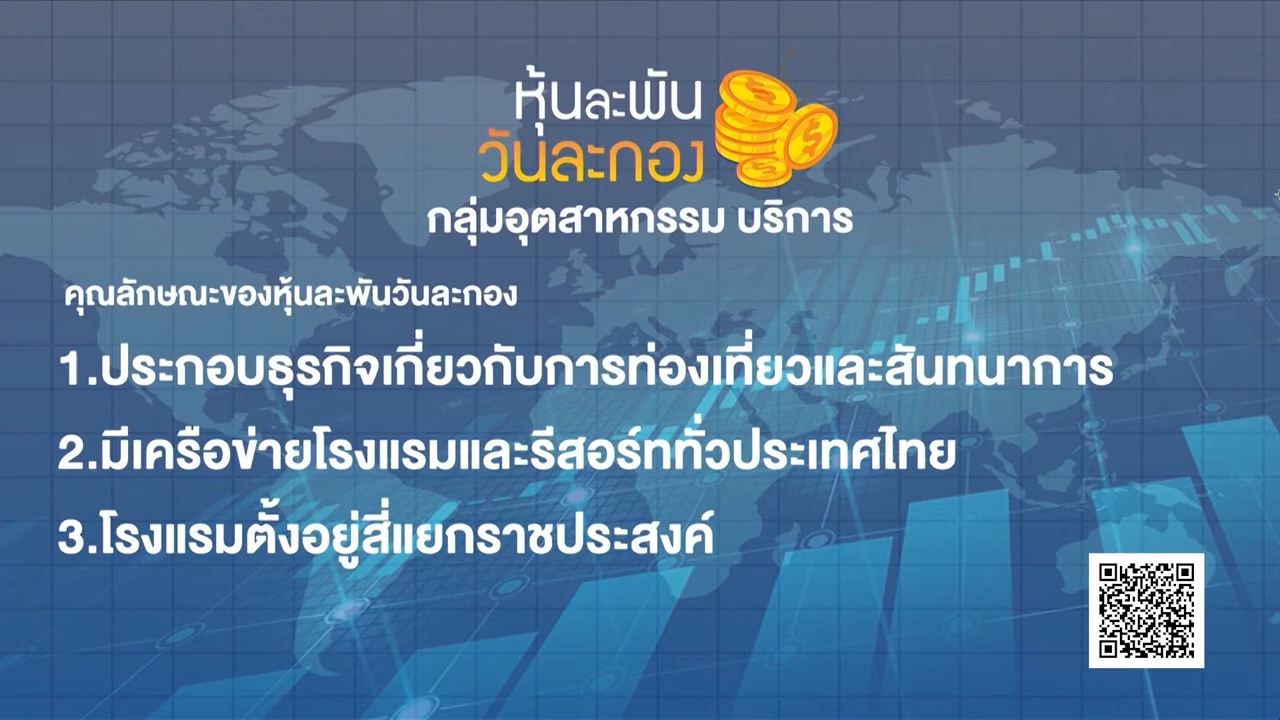 หุ้นละพัน
วันละกอง
กลุ่มอุตสาหกรรม บริการ
คุณลักษณะของหุ้นละพันวันละกอง
1.ประกอบธุรกิจเกี่ยวกับการท่องเที่ยวและสันทนาการ
2.มีเครือข่ายโรงแรมและรีสอร์ททั่วประเทศไทย
3.โรงแรมตั้งอยู่สี่แยกราชประสงค์